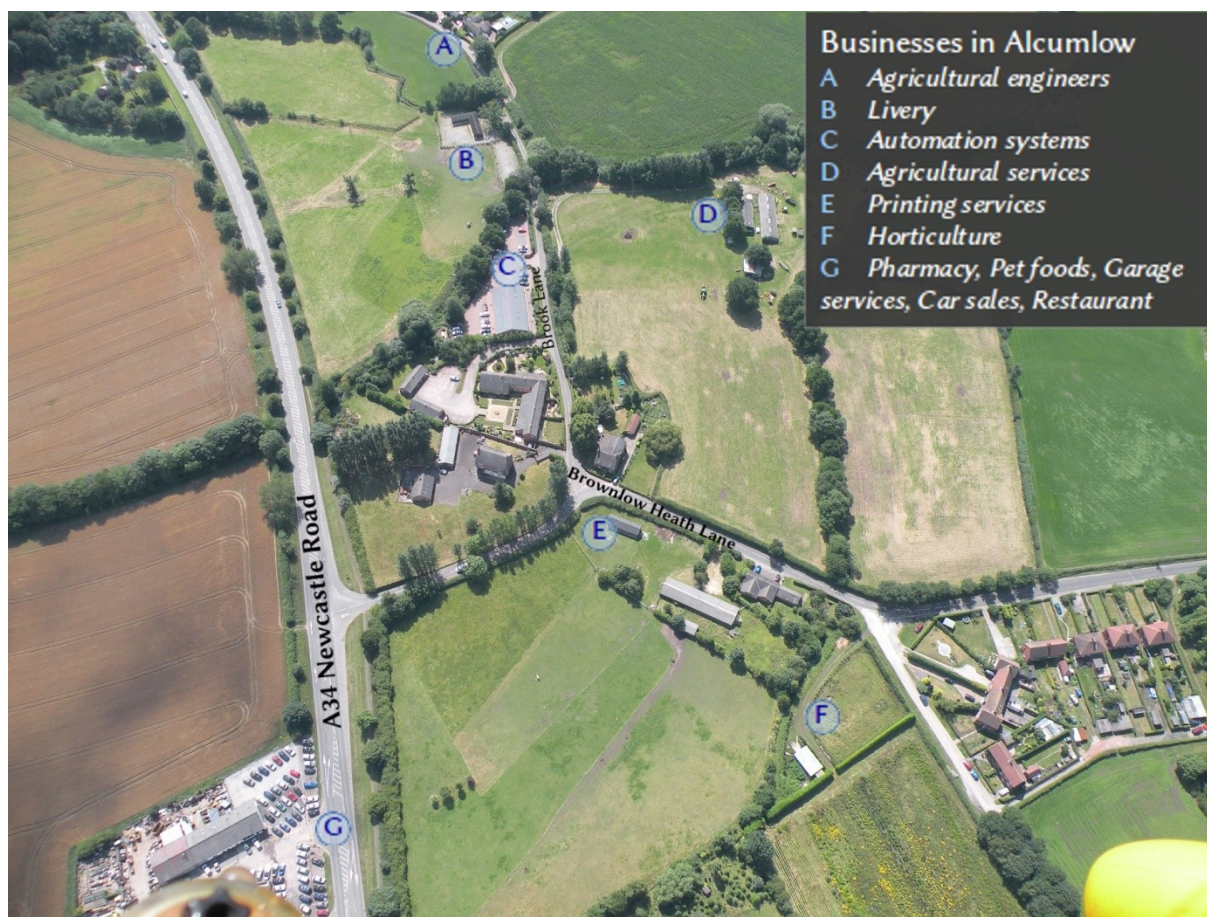 Businesses in Alcumlow
A Agricultural engineers
B Livery
C Automation systems
D Agricultural services
E Printing services
F Horticulture
G Pharmacy, Pet foods, Garage
services, Car sales, Restaurant
A
B
D
C
Brook Lane
Brownlow Heath Lane
A34 Newcastle Road
E
F
G